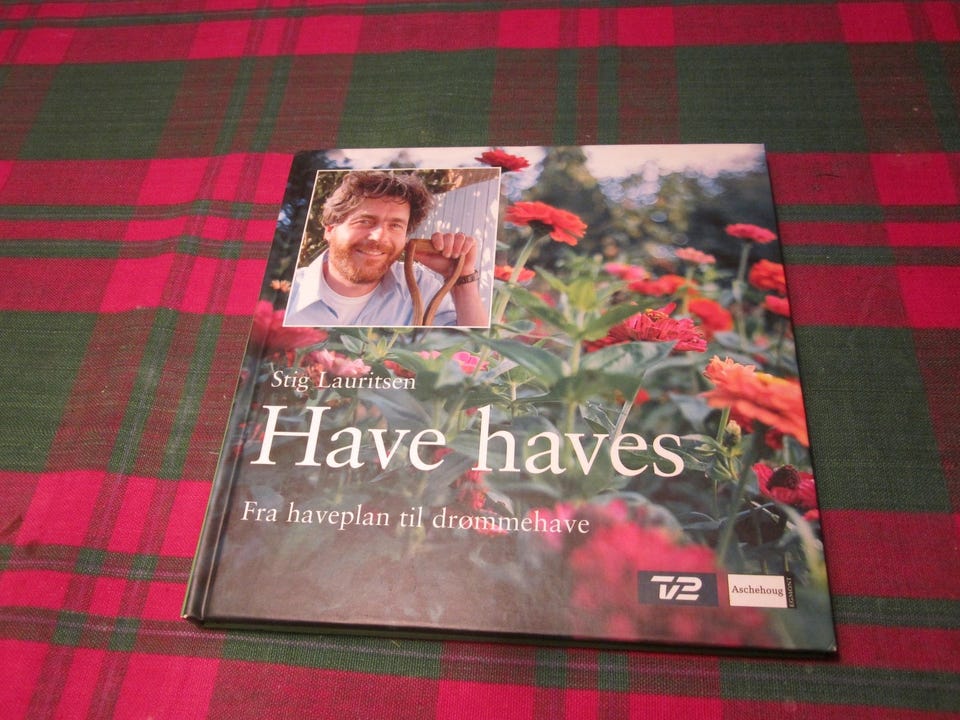 Stig Lauritsen
Have haves
Fra haveplan til drømmehave
TV2
Aschehoug
EGMONT